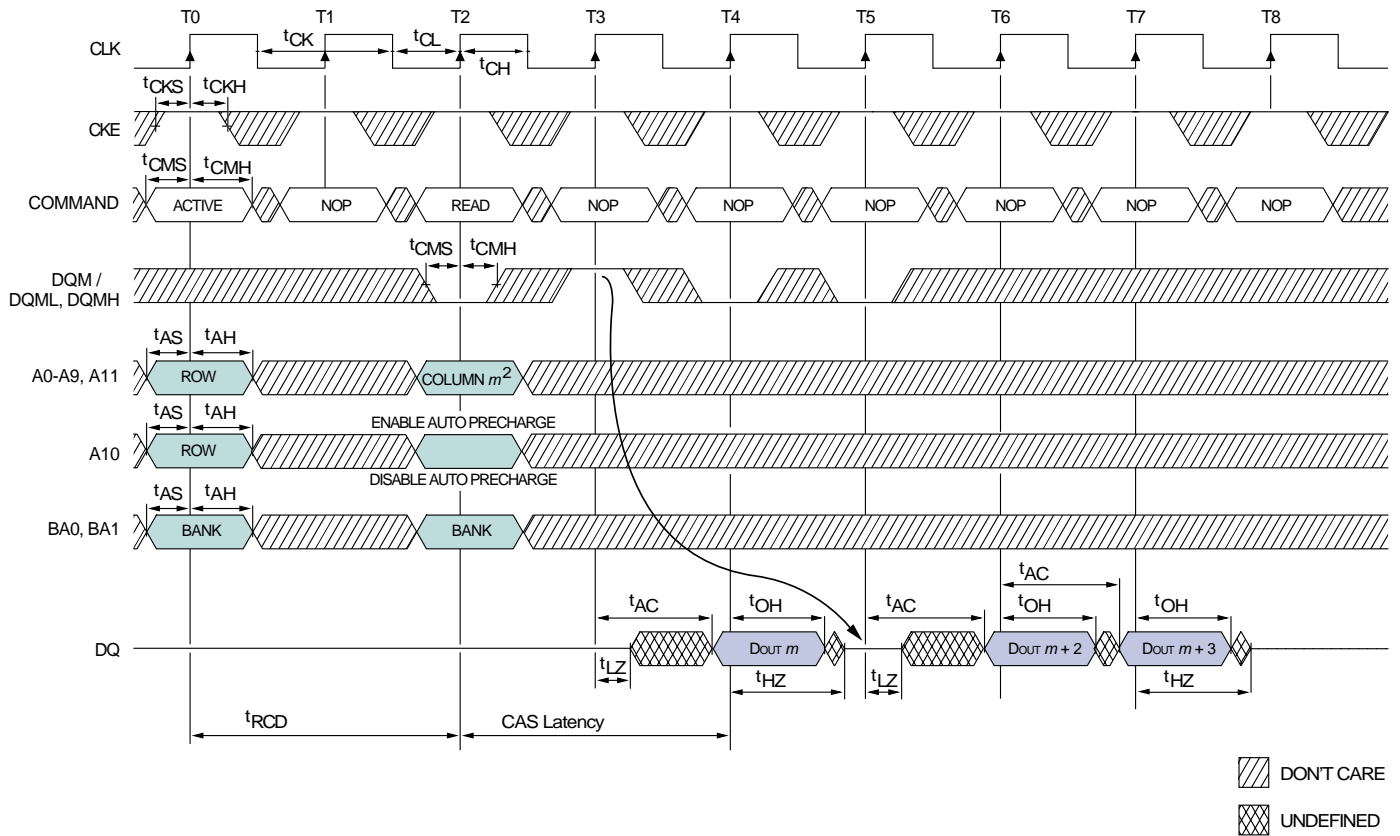 T0 T1 T2 T3 T4 T5 T6 T7 T8
CLK
tCK tCL
tCH
tCKS tCKH
CKE
tCMS tCMH
COMMAND ACTIVE NOP READ NOP NOP NOP NOP NOP NOP
tCMS tCMH
DQM /
DQML, DQMH
tAS tAH
A0-A9, A11 ROW COLUMN m2
tAS tAH ENABLE AUTO PRECHARGE
A10 ROW
DISABLE AUTO PRECHARGE
tAS tAH
BA0, BA1 BANK BANK
tAC
tAC tOH tAC tOH tOH
DQ DOUT m DOUT m + 2 DOUT m + 3
tLZ tHZ tLZ tHZ
tRCD CAS Latency
DON'T CARE
UNDEFINED